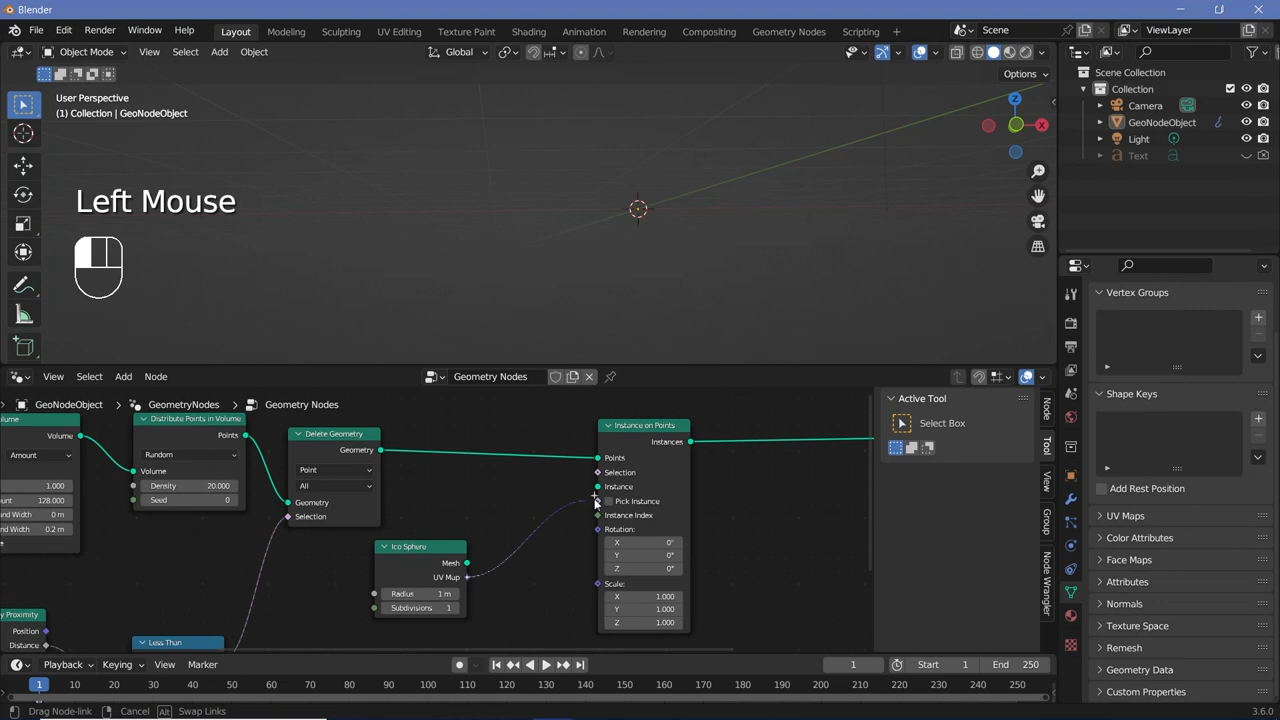 Blender
File Edit Render Window Help Layout Modeling Sculpting UV Editing Texture Paint Shading Animation Rendering Compositing Geometry Nodes Scripting + Scene ViewLayer
Object Mode View Select Add Object Global
Options
User Perspective
(1) Collection | GeoNodeObject
Z
X
Left Mouse
Scene Collection
Collection
Camera
GeoNodeObject
Light
Text
Vertex Groups
Shape Keys
Add Rest Position
UV Maps
Color Attributes
Face Maps
Attributes
Normals
Texture Space
Remesh
Geometry Data
Custom Properties
View Select Add Node Geometry Nodes
GeoNodeObject > GeometryNodes > Geometry Nodes
Volume
Amount
1.000
128.000
0 m
0.2 m
Distribute Points in Volume
Points
Random
Volume
Density 20.000
Seed 0
Delete Geometry
Geometry
Point
All
Geometry
Selection
Ico Sphere
Mesh
UV Map
Radius 1 m
Subdivisions 1
Instance on Points
Instances
Points
Selection
Instance
Pick Instance
Instance Index
Rotation:
X 0°
Y 0°
Z 0°
Scale:
X 1.000
Y 1.000
Z 1.000
y Proximity
Position
Distance
Less Than
Active Tool
Select Box
Node
Tool
View
Group
Node Wrangler
Playback Keying View Marker 1 Start 1 End 250
1 10 20 30 40 50 60 70 80 90 100 110 120 130 140 150 160 170 180 190 200 210 220 230 240 250
Drag Node-link Cancel Alt Swap Links 3.6.0